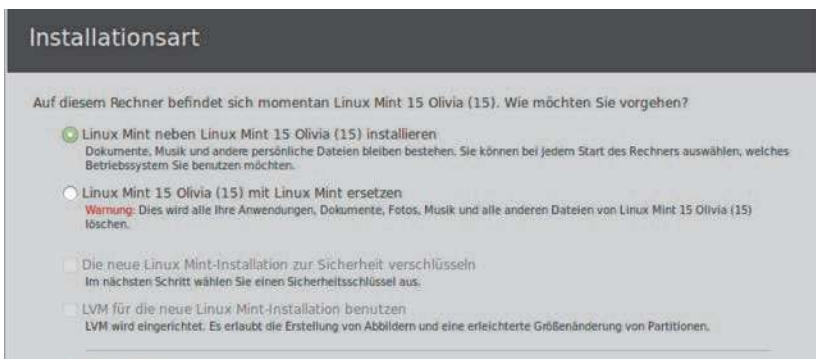 Installationsart
Auf diesem Rechner befindet sich momentan Linux Mint 15 Olivia (15). Wie möchten Sie vorgehen?
Linux Mint neben Linux Mint 15 Olivia (15) installieren
Dokumente, Musik und andere persönliche Dateien bleiben bestehen. Sie können bei jedem Start des Rechners auswählen, welches
Betriebssystem Sie benutzen möchten.
Linux Mint 15 Olivia (15) mit Linux Mint ersetzen
Warnung: Dies wird alle Ihre Anwendungen, Dokumente, Fotos, Musik und alle anderen Dateien von Linux Mint 15 Olivia (15)
löschen.
Die neue Linux Mint-Installation zur Sicherheit verschlüsseln
Im nächsten Schritt wählen Sie einen Sicherheitsschlüssel aus.
LVM für die neue Linux Mint-Installation benutzen
LVM wird eingerichtet. Es erlaubt die Erstellung von Abbildern und eine erleichterte Größenänderung von Partitionen.